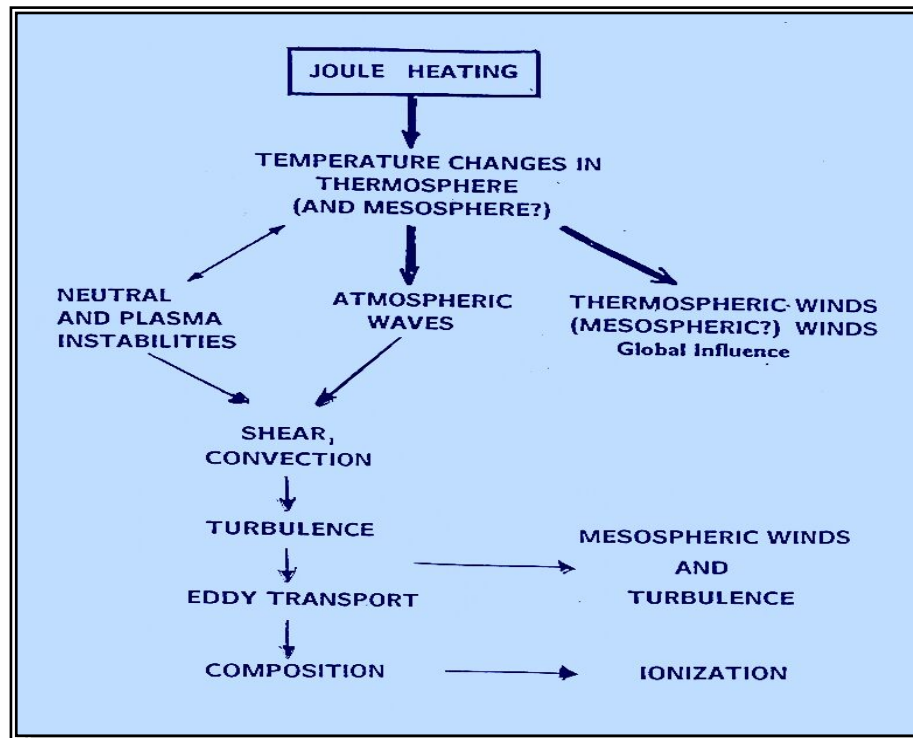 JOULE HEATING
TEMPERATURE CHANGES IN
THERMOSPHERE
(AND MESOSPHERE?)
NEUTRAL
AND PLASMA
INSTABILITIES
ATMOSPHERIC
WAVES
THERMOSPHERIC WINDS
(MESOSPHERIC?) WINDS
Global Influence
SHEAR,
CONVECTION
TURBULENCE
EDDY TRANSPORT
MESOSPHERIC WINDS
AND
TURBULENCE
COMPOSITION
IONIZATION